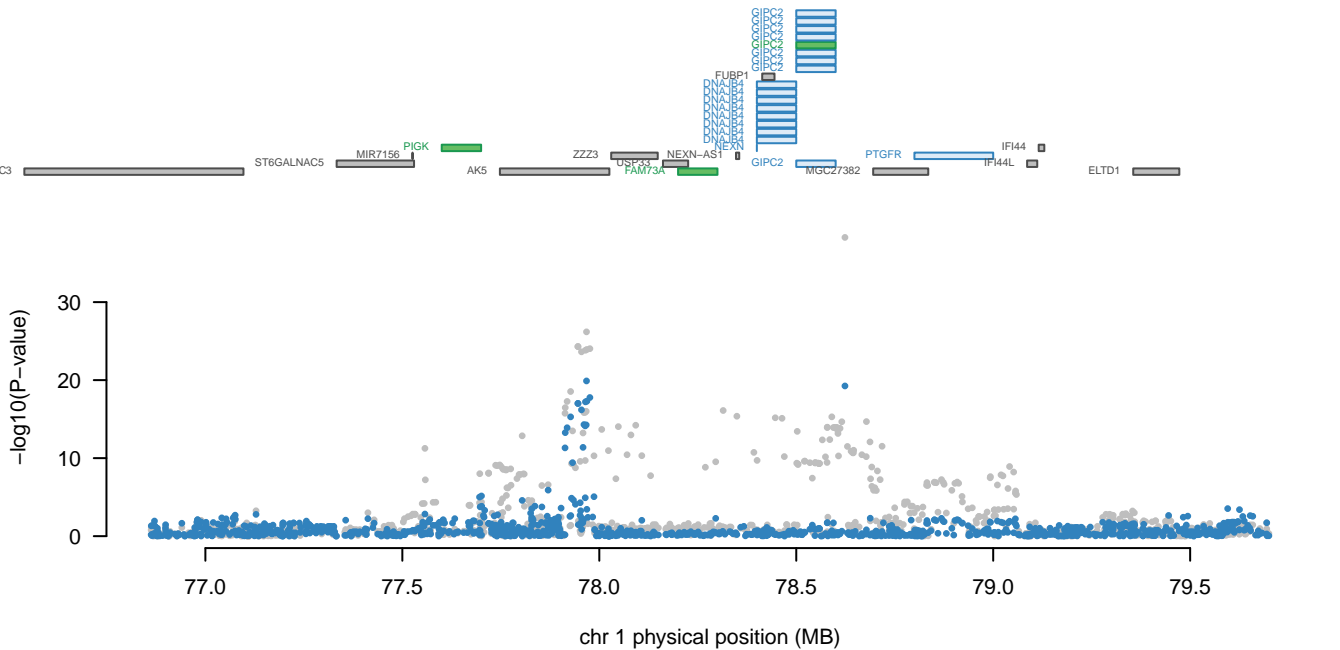 GIPC2
GIPC2
GIPC2
GIPC2
GIPC2
GIPC2
GIPC2
GIPC2
FUBP1
DNAJB4
DNAJB4
DNAJB4
DNAJB4
DNAJB4
DNAJB4
DNAJB4
DNAJB4
PIGK NEXN IFI44
MIR7156 ZZZ3 NEXN−AS1 PTGFR
ST6GALNAC5 USP33 GIPC2 IFI44L
C3 AK5 FAM73A MGC27382 ELTD1
30
20
10
0
−log10(P−value)
77.0 77.5 78.0 78.5 79.0 79.5
chr 1 physical position (MB)